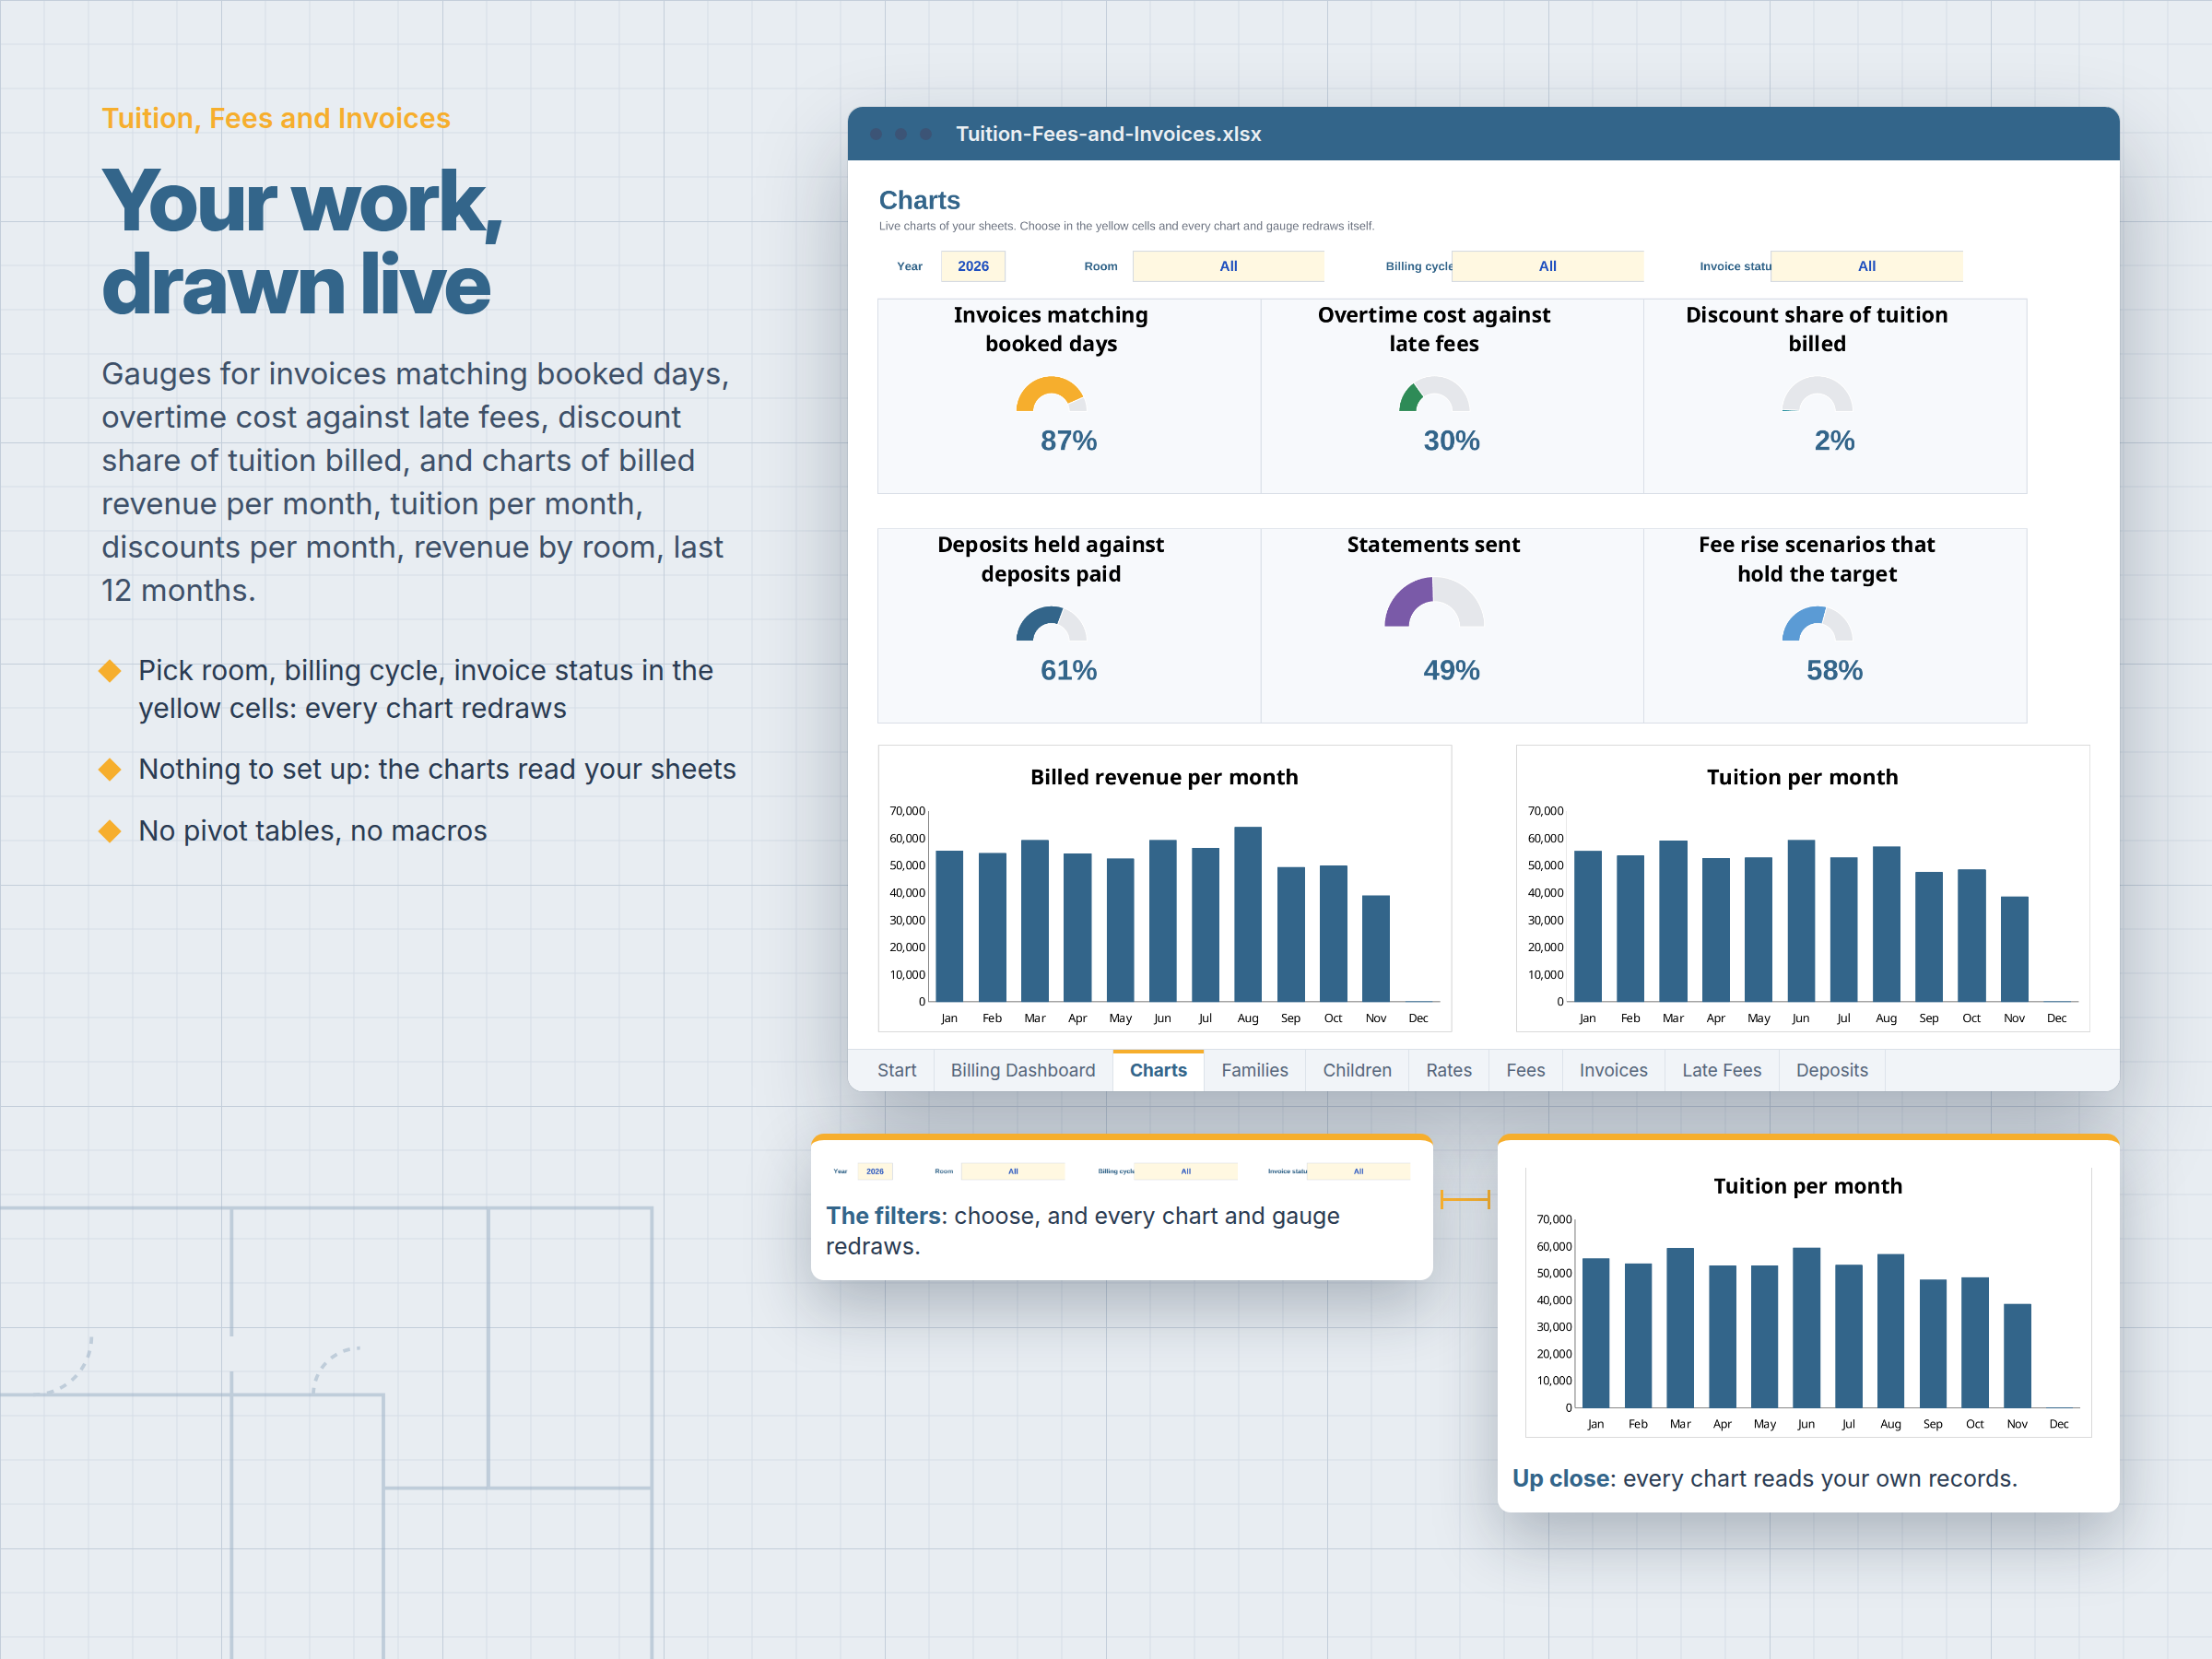 Tuition, Fees and Invoices
Your work,
drawn live
Gauges for invoices matching booked days,
overtime cost against late fees, discount
share of tuition billed, and charts of billed
revenue per month, tuition per month,
discounts per month, revenue by room, last
12 months.
Pick room, billing cycle, invoice status in the
yellow cells: every chart redraws
Nothing to set up: the charts read your sheets
No pivot tables, no macros
Tuition-Fees-and-Invoices.xlsx
Charts
Live charts of your sheets. Choose in the yellow cells and every chart and gauge redraws itself.
Year 2026 Room All Billing cycle All Invoice statu All
Invoices matching
booked days
87%
Overtime cost against
late fees
30%
Discount share of tuition
billed
2%
Deposits held against
deposits paid
61%
Statements sent
49%
Fee rise scenarios that
hold the target
58%
Billed revenue per month
70,000
60,000
50,000
40,000
30,000
20,000
10,000
0
Jan Feb Mar Apr May Jun Jul Aug Sep Oct Nov Dec
Tuition per month
70,000
60,000
50,000
40,000
30,000
20,000
10,000
0
Jan Feb Mar Apr May Jun Jul Aug Sep Oct Nov Dec
Start Billing Dashboard Charts Families Children Rates Fees Invoices Late Fees Deposits
Year 2026 Room All Billing cycle All Invoice statu All
The filters: choose, and every chart and gauge
redraws.
Tuition per month
70,000
60,000
50,000
40,000
30,000
20,000
10,000
0
Jan Feb Mar Apr May Jun Jul Aug Sep Oct Nov Dec
Up close: every chart reads your own records.